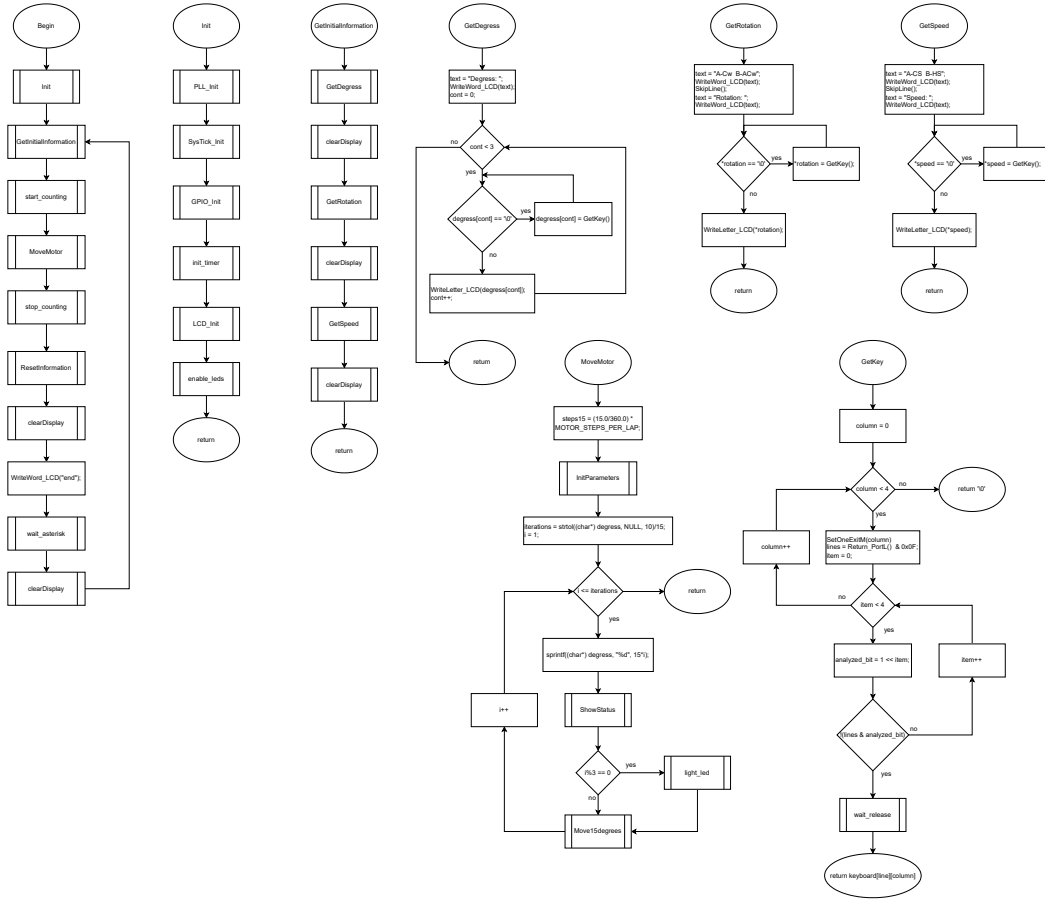 Begin
Init
GetInitialInformation
start_counting
MoveMotor
stop_counting
ResetInformation
clearDisplay
WriteWord_LCD("end");
wait_asterisk
clearDisplay
Init
PLL_Init
SysTick_Init
GPIO_Init
init_timer
LCD_Init
enable_leds
return
GetInitialInformation
GetDegress
clearDisplay
GetRotation
clearDisplay
GetSpeed
clearDisplay
return
GetDegress
text = "Degress: ";
WriteWord_LCD(text);
cont = 0;
no
cont < 3
yes
degress[cont] == '\0'
yes
degress[cont] = GetKey()
no
WriteLetter_LCD(degress[cont]);
cont++;
return
GetRotation
text = "A-Cw B-ACw";
WriteWord_LCD(text);
SkipLine();
text = "Rotation: ";
WriteWord_LCD(text);
*rotation == '\0'
yes
*rotation = GetKey();
no
WriteLetter_LCD(*rotation);
return
GetSpeed
text = "A-CS B-HS";
WriteWord_LCD(text);
SkipLine();
text = "Speed: ";
WriteWord_LCD(text);
*speed == '\0'
yes
*speed = GetKey();
no
WriteLetter_LCD(*speed);
return
MoveMotor
steps15 = (15.0/360.0) *
MOTOR_STEPS_PER_LAP;
InitParameters
iterations = strtol((char*) degress, NULL, 10)/15;
i = 1;
i <= iterations
return
yes
sprintf((char*) degress, "%d", 15*i);
i++
ShowStatus
i%3 == 0
yes
light_led
no
Move15degrees
GetKey
column = 0
column < 4
no
return '\0'
yes
column++
SetOneExitM(column)
lines = Return_PortL() & 0x0F;
item = 0;
no
item < 4
yes
analyzed_bit = 1 << item;
item++
!(lines & analyzed_bit)
no
yes
wait_release
return keyboard[line][column]